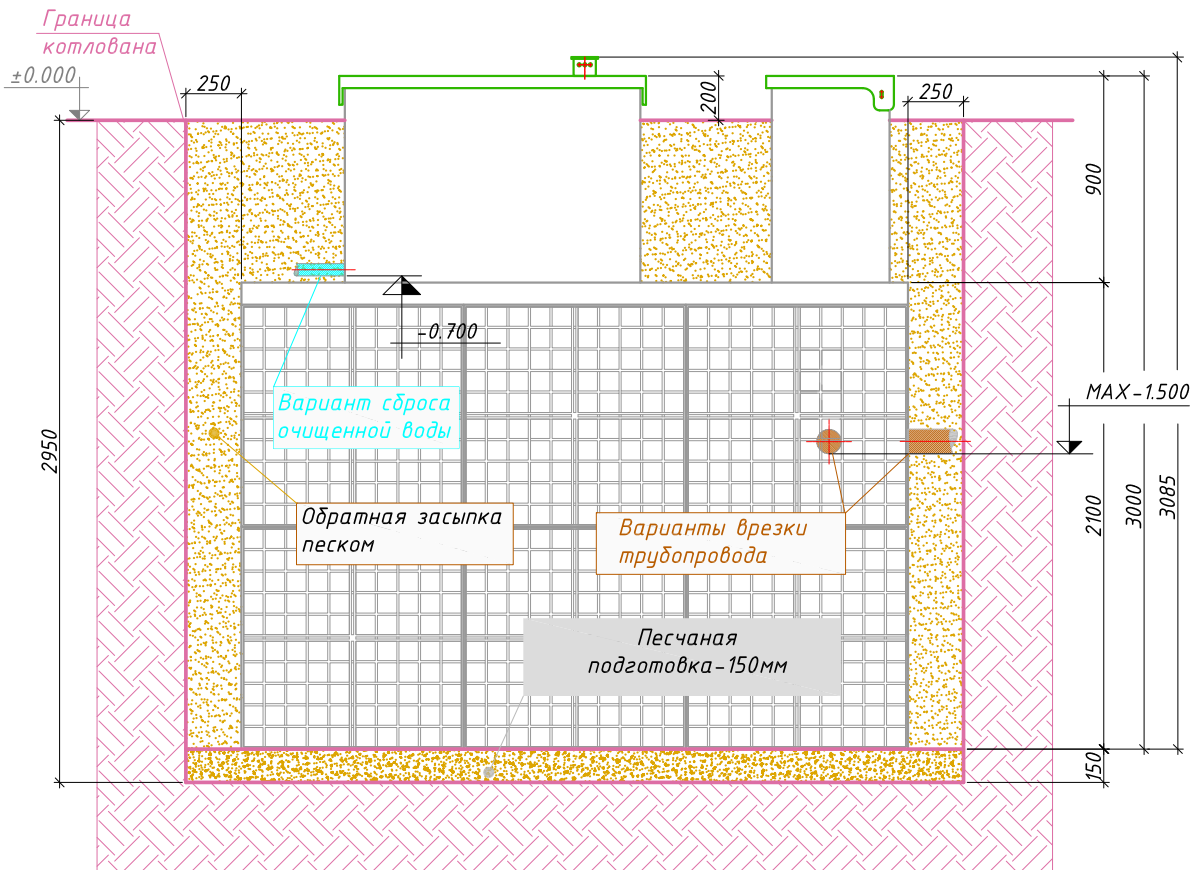 Граница
котлована
±0.000
250
200
250
900
-0.700
MAX-1.500
Вариант сброса
очищенной воды
2950
2100
3000
3085
Обратная засыпка
песком
Варианты врезки
трубопровода
Песчаная
подготовка-150мм
150